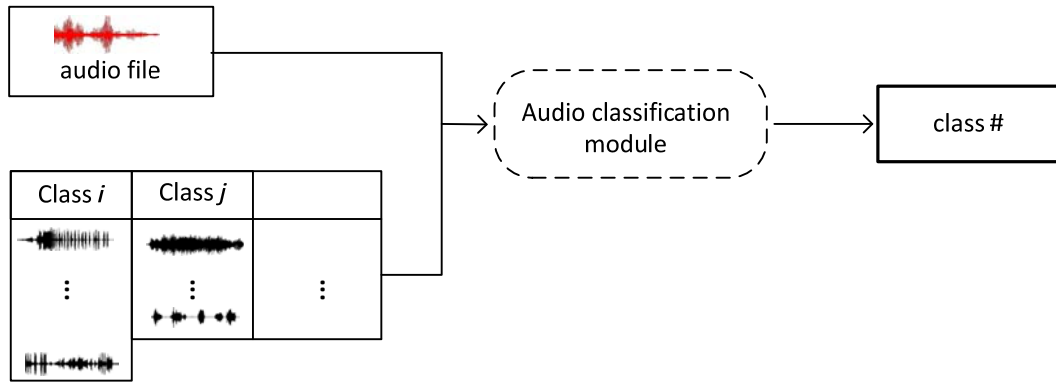 audio file
Audio classification
module
class #
Class i
Class j